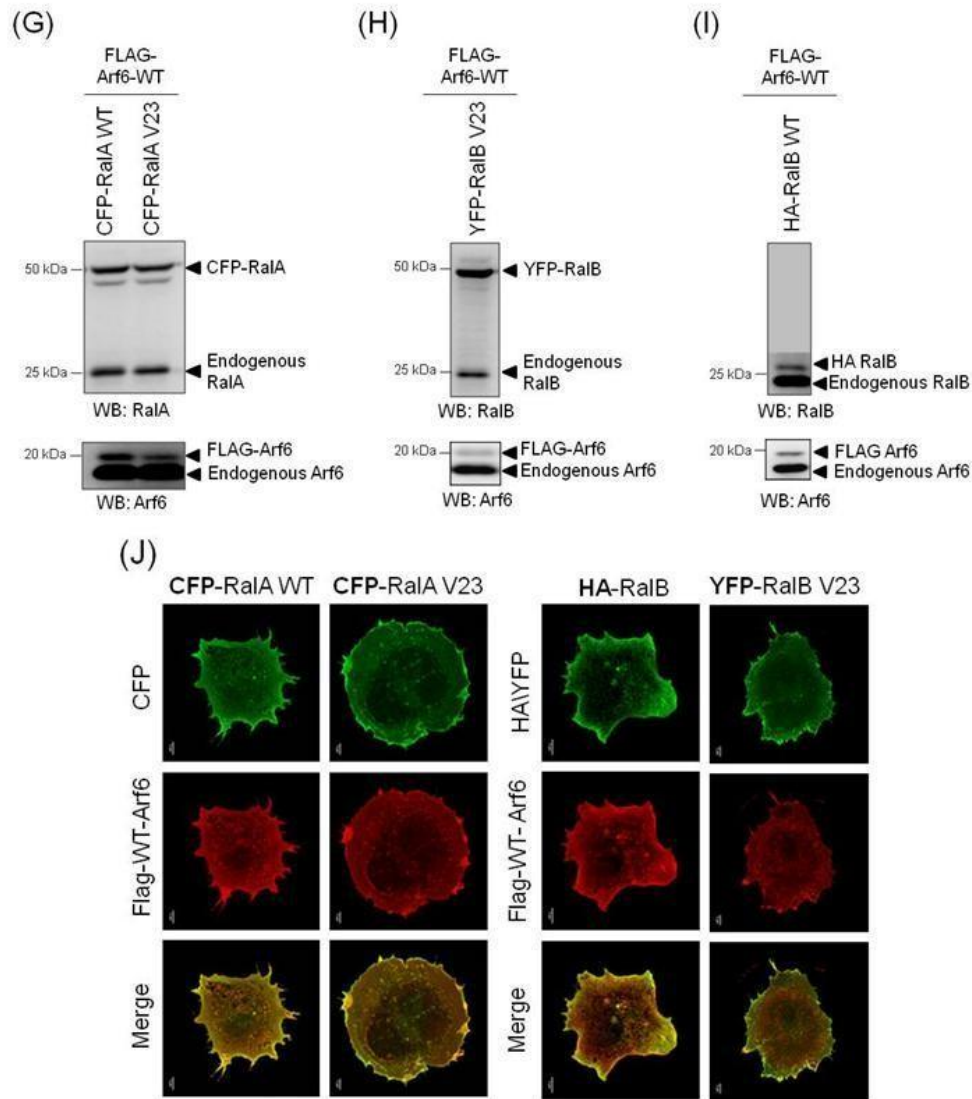 (G)
FLAG-
Arf6-WT
CFP-RalA WT
CFP-RalA V23
50 kDa
CFP-RalA
25 kDa
Endogenous
RalA
WB: RalA
20 kDa
FLAG-Arf6
Endogenous Arf6
WB: Arf6
(H)
FLAG-
Arf6-WT
YFP-RalB V23
50 kDa
YFP-RalB
25 kDa
Endogenous
RalB
WB: RalB
20 kDa
FLAG-Arf6
Endogenous Arf6
WB: Arf6
(I)
FLAG-
Arf6-WT
HA-RalB WT
25 kDa
HA RalB
Endogenous RalB
WB: RalB
20 kDa
FLAG Arf6
Endogenous Arf6
WB: Arf6
(J)
CFP-RalA WT
CFP-RalA V23
HA-RalB
YFP-RalB V23
CFP
HA\YFP
Flag-WT-Arf6
Flag-WT- Arf6
Merge
Merge